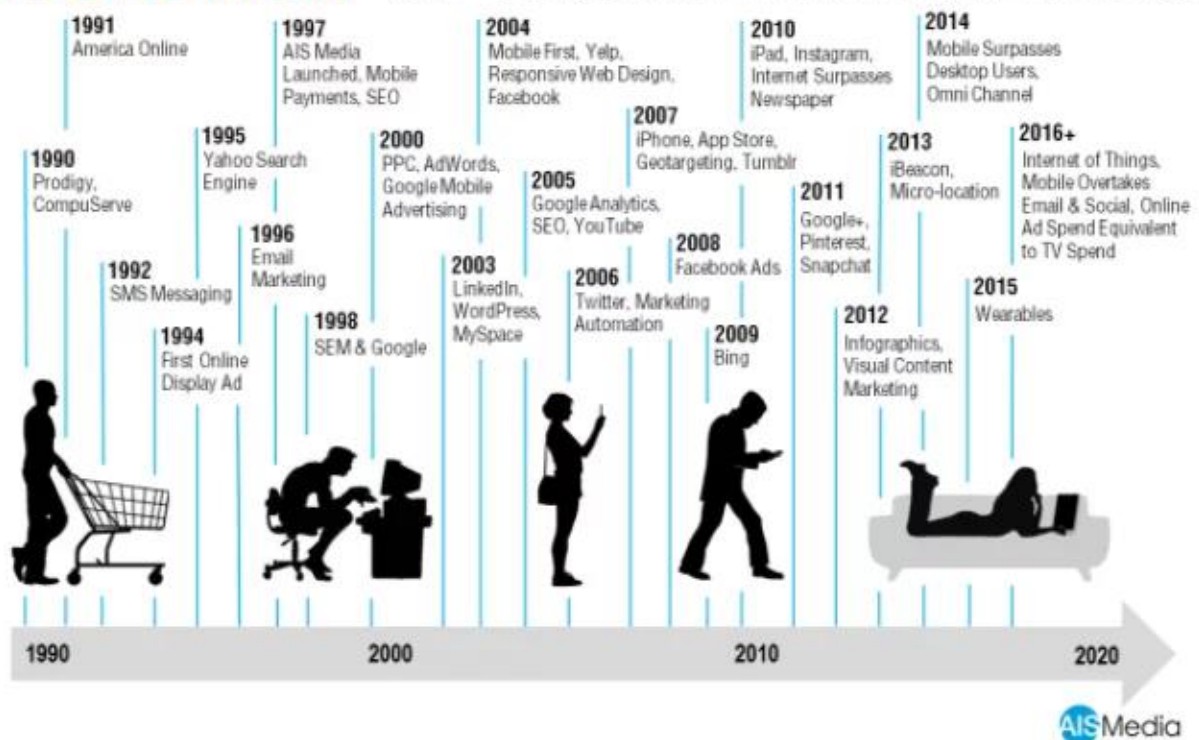 1991
America Online
1997
AIS Media
Launched, Mobile
Payments, SEO
2004
Mobile First, Yelp,
Responsive Web Design,
Facebook
2010
iPad, Instagram,
Internet Surpasses
Newspaper
2014
Mobile Surpasses
Desktop Users,
Omni Channel
1990
Prodigy,
CompuServe
1995
Yahoo Search
Engine
2000
PPC, AdWords,
Google Mobile
Advertising
2007
iPhone, App Store,
Geotargeting, Tumblr
2013
iBeacon,
Micro-location
2016+
Internet of Things,
Mobile Overtakes
Email & Social, Online
Ad Spend Equivalent
to TV Spend
2005
Google Analytics,
SEO, YouTube
2011
Google+,
Pinterest,
Snapchat
1996
Email
Marketing
2008
Facebook Ads
1992
SMS Messaging
2003
LinkedIn,
WordPress,
MySpace
2006
Twitter, Marketing
Automation
2015
Wearables
1994
First Online
Display Ad
1998
SEM & Google
2009
Bing
2012
Infographics,
Visual Content
Marketing
1990
2000
2010
2020
AISMedia